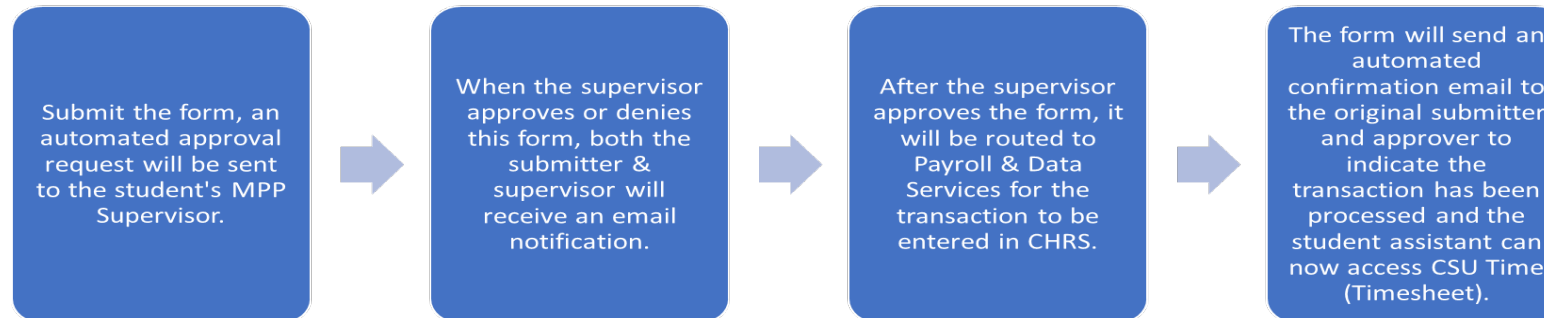 Submit the form, an
automated approval
request will be sent
to the student's MPP
Supervisor.
When the supervisor
approves or denies
this form, both the
submitter &
supervisor will
receive an email
notification.
After the supervisor
approves the form, it
will be routed to
Payroll & Data
Services for the
transaction to be
entered in CHRS.
The form will send an
automated
confirmation email to
the original submitter
and approver to
indicate the
transaction has been
processed and the
student assistant can
now access CSU Time
(Timesheet).